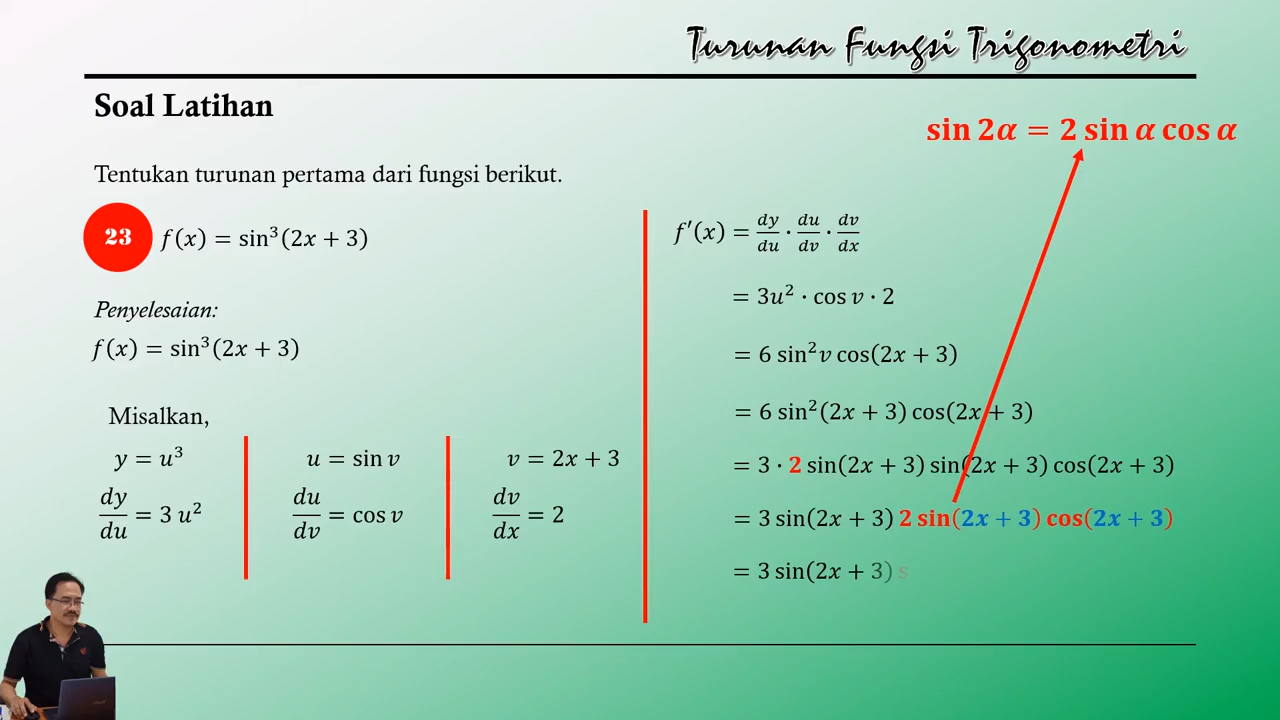 Turunan Fungsi Trigonometri
Soal Latihan
sin 2α = 2 sin α cos α
Tentukan turunan pertama dari fungsi berikut.
23 f(x) = sin³(2x + 3)
Penyelesaian:
f(x) = sin³(2x + 3)
Misalkan,
y = u³
dy/du = 3 u²
u = sin v
du/dv = cos v
v = 2x + 3
dv/dx = 2
f′(x) = dy/du · du/dv · dv/dx
= 3u² · cos v · 2
= 6 sin²v cos(2x + 3)
= 6 sin²(2x + 3) cos(2x + 3)
= 3 · 2 sin(2x + 3) sin(2x + 3) cos(2x + 3)
= 3 sin(2x + 3) 2 sin(2x + 3) cos(2x + 3)
= 3 sin(2x + 3) s